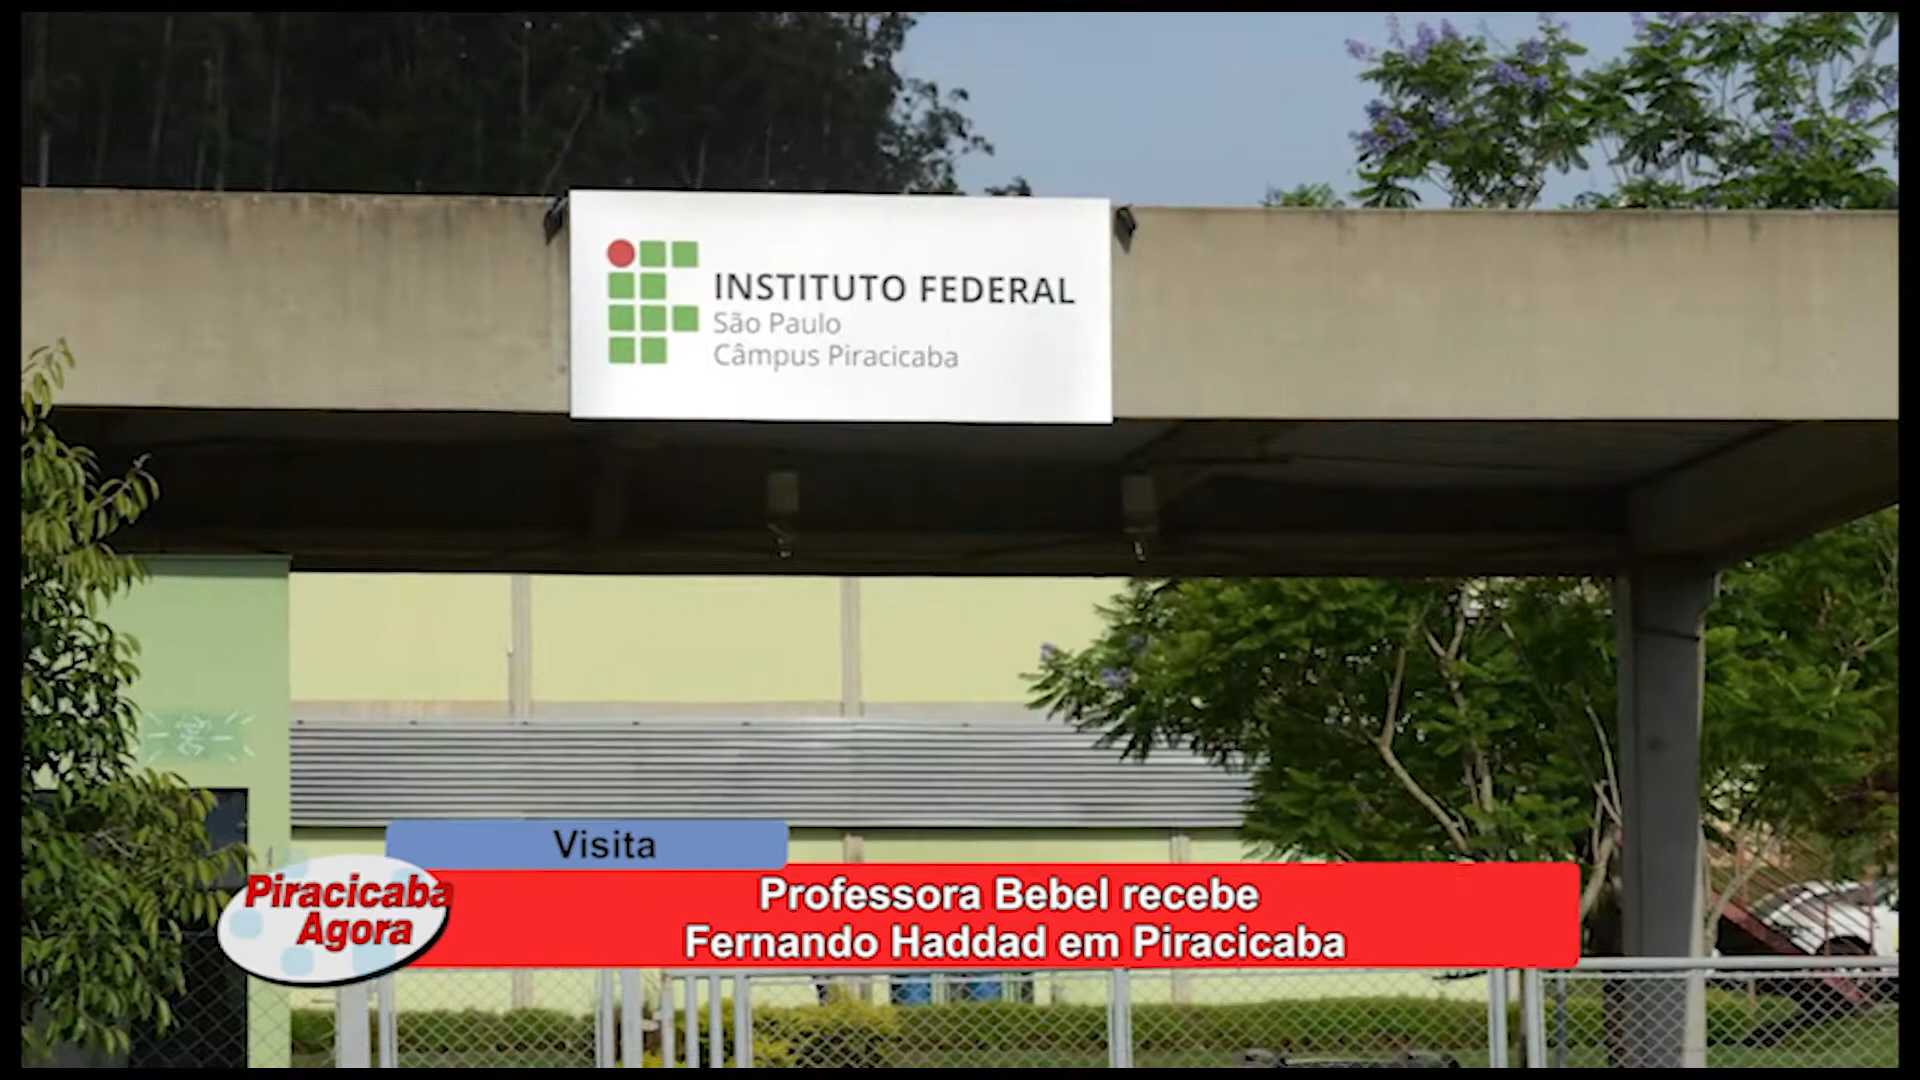 INSTITUTO FEDERAL
São Paulo
Câmpus Piracicaba
Visita
Piracicaba
Agora
Professora Bebel recebe
Fernando Haddad em Piracicaba